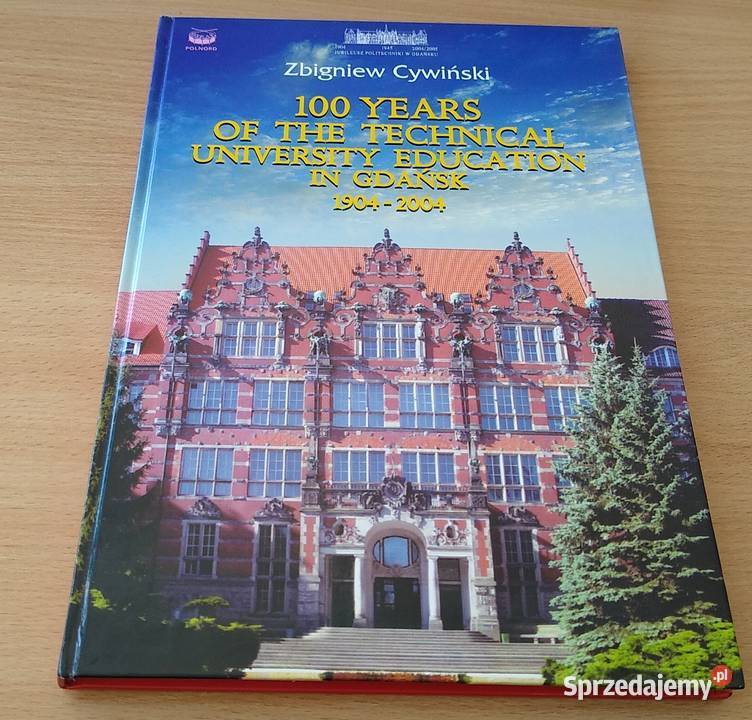 POLNORD
1904 1945 2004/2005
JUBILEUSZ POLITECHNIKI W GDAŃSKU
Zbigniew Cywiński
100 YEARS
OF THE TECHNICAL
UNIVERSITY EDUCATION
IN GDAŃSK
1904-2004
Sprzedajemy.pl